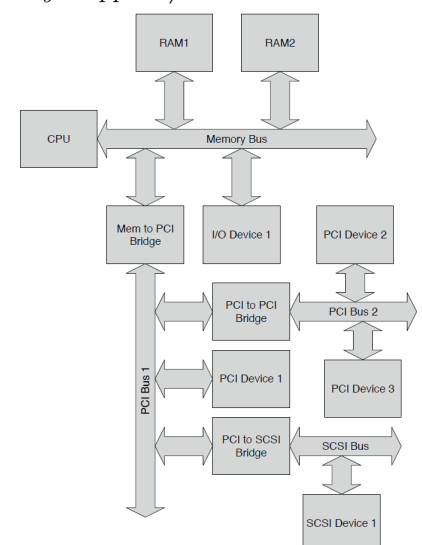 RAM1
RAM2
CPU
Memory Bus
Mem to PCI
Bridge
I/O Device 1
PCI Device 2
PCI to PCI
Bridge
PCI Bus 2
PCI Bus 1
PCI Device 1
PCI Device 3
PCI to SCSI
Bridge
SCSI Bus
SCSI Device 1